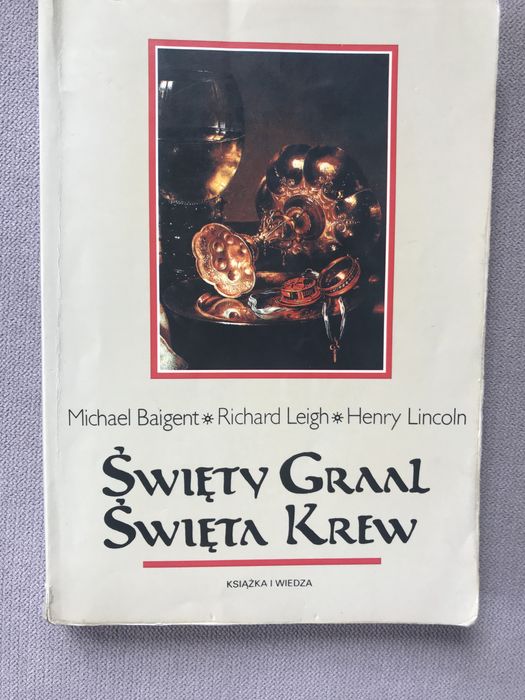 Michael Baigent * Richard Leigh * Henry Lincoln
Święty Graal
Święta Krew
KSIĄŻKA I WIEDZA